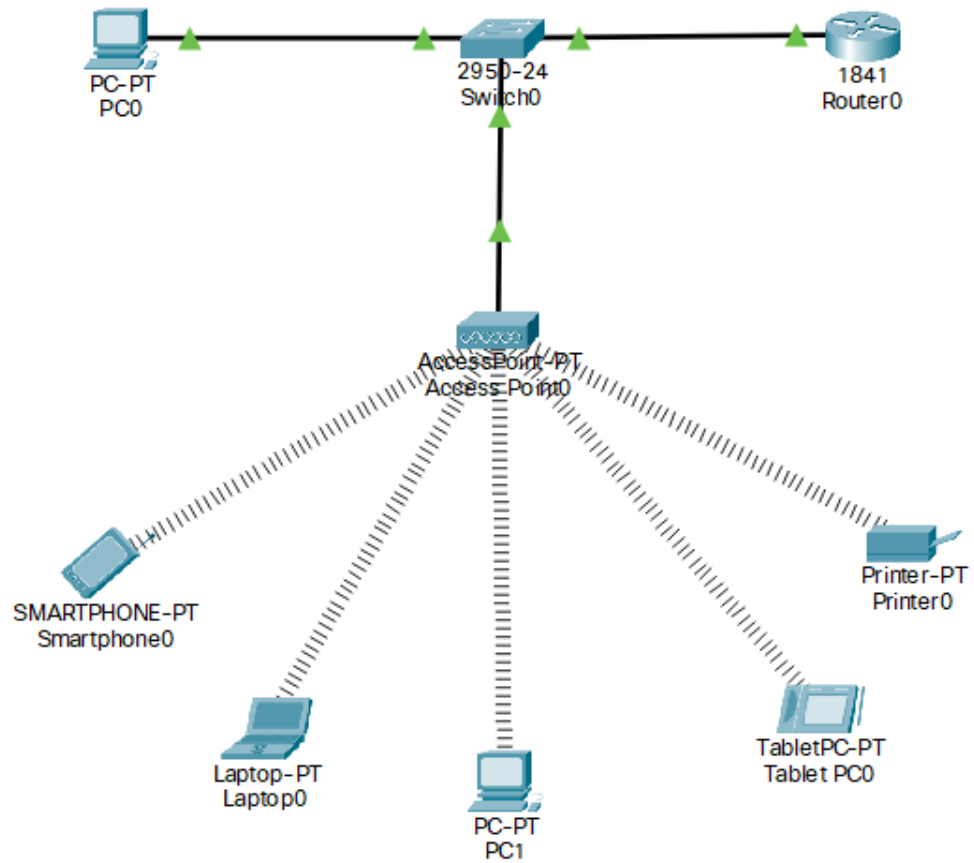 PC-PT
PC0
2950-24
Switch0
1841
Router0
AccessPoint-PT
Access Point0
SMARTPHONE-PT
Smartphone0
Printer-PT
Printer0
Laptop-PT
Laptop0
TabletPC-PT
Tablet PC0
PC-PT
PC1